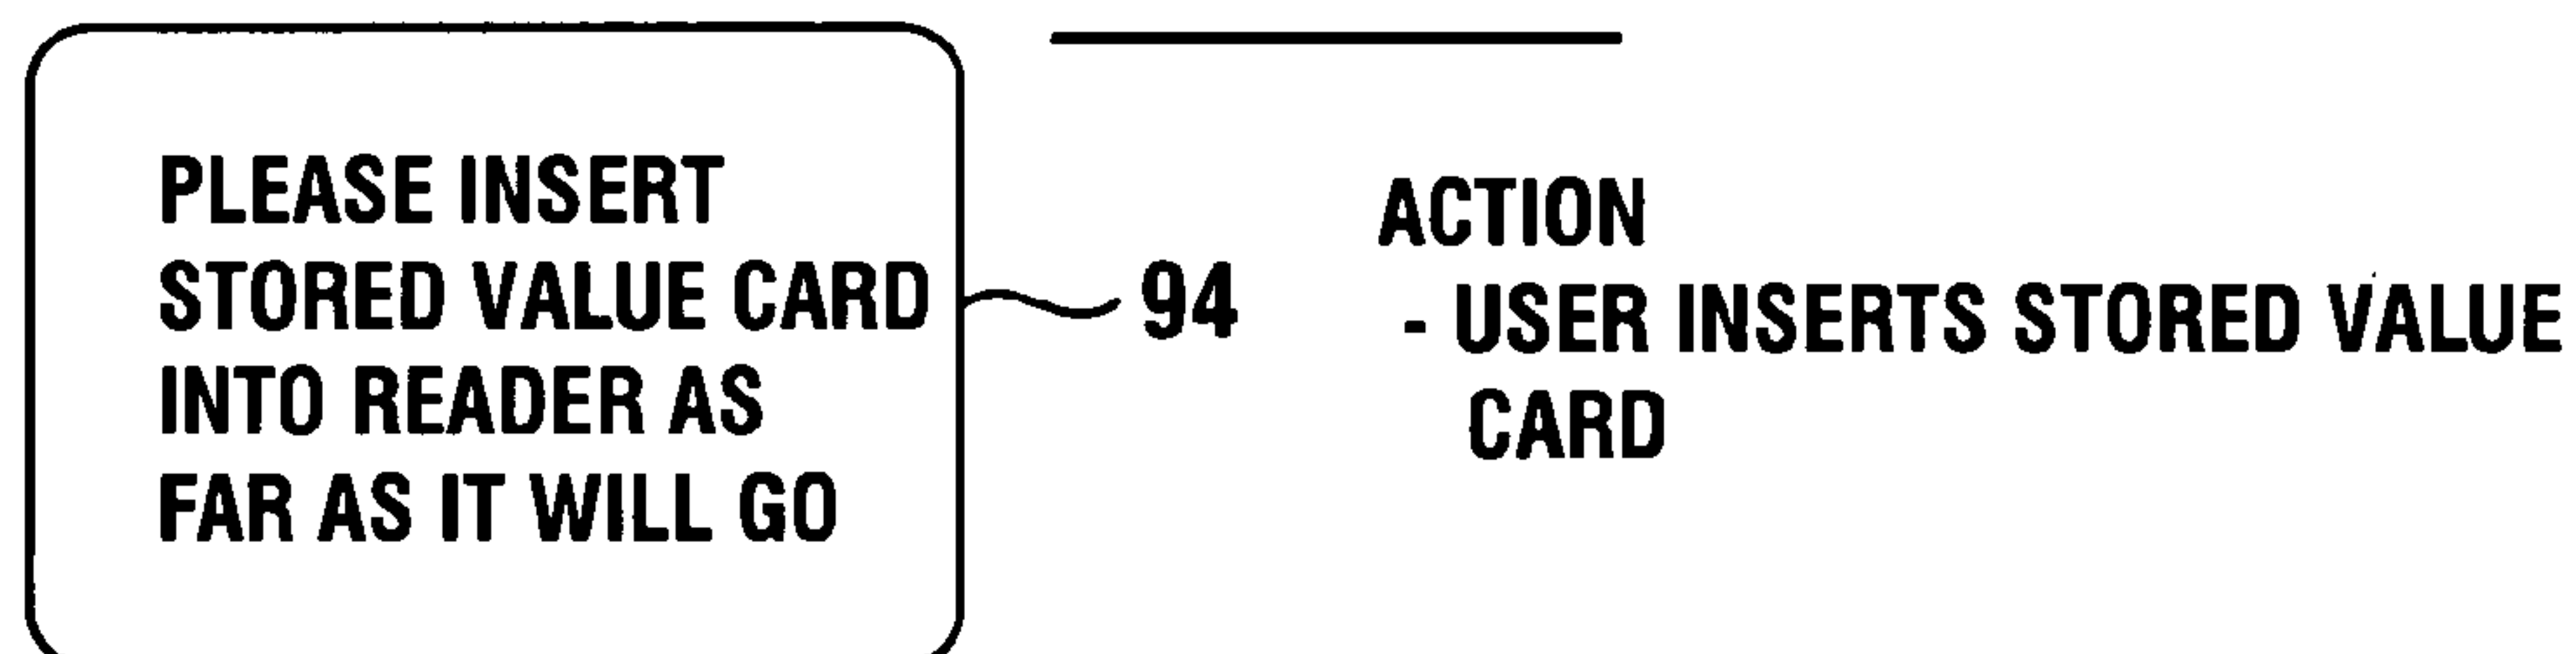 PLEASE INSERT
STORED VALUE CARD
INTO READER AS
FAR AS IT WILL GO
94
ACTION
- USER INSERTS STORED VALUE
CARD